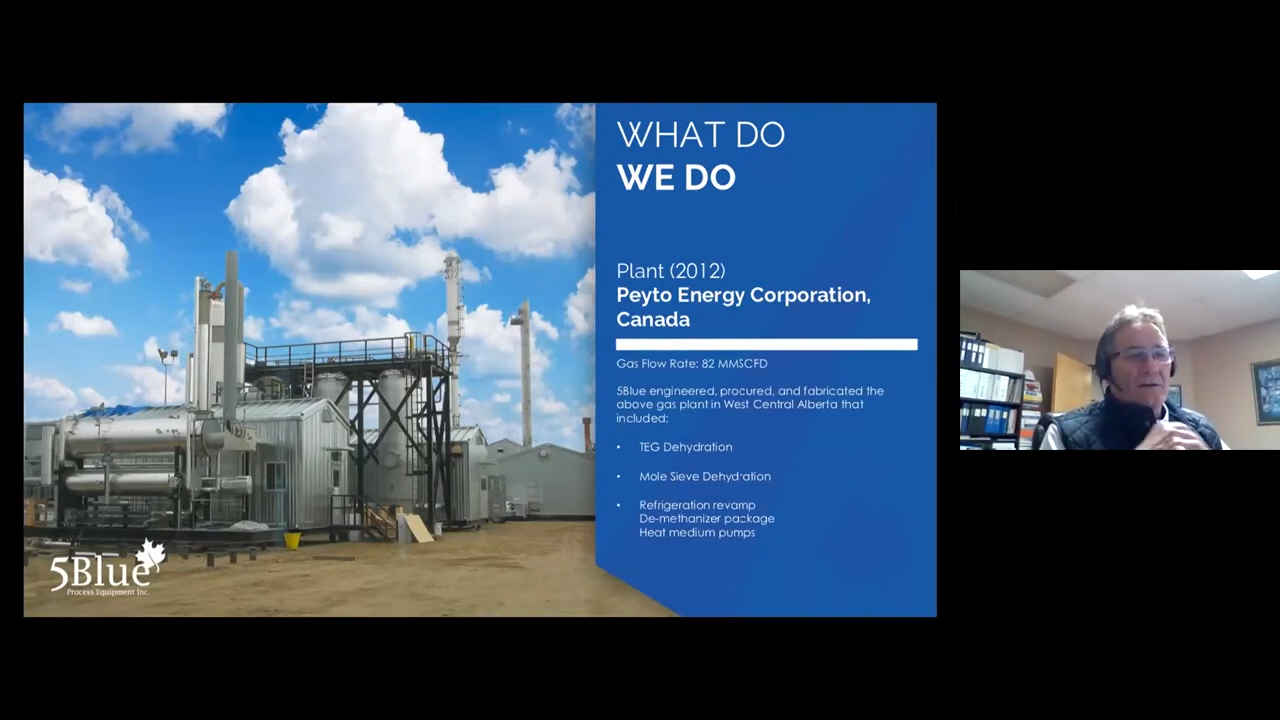 WHAT DO
WE DO
Plant (2012)
Peyto Energy Corporation,
Canada
Gas Flow Rate: 82 MMSCFD
5Blue engineered, procured, and fabricated the
above gas plant in West Central Alberta that
included:
• TEG Dehydration
• Mole Sieve Dehydration
• Refrigeration revamp
De-methanizer package
Heat medium pumps
5Blue
Process Equipment Inc.